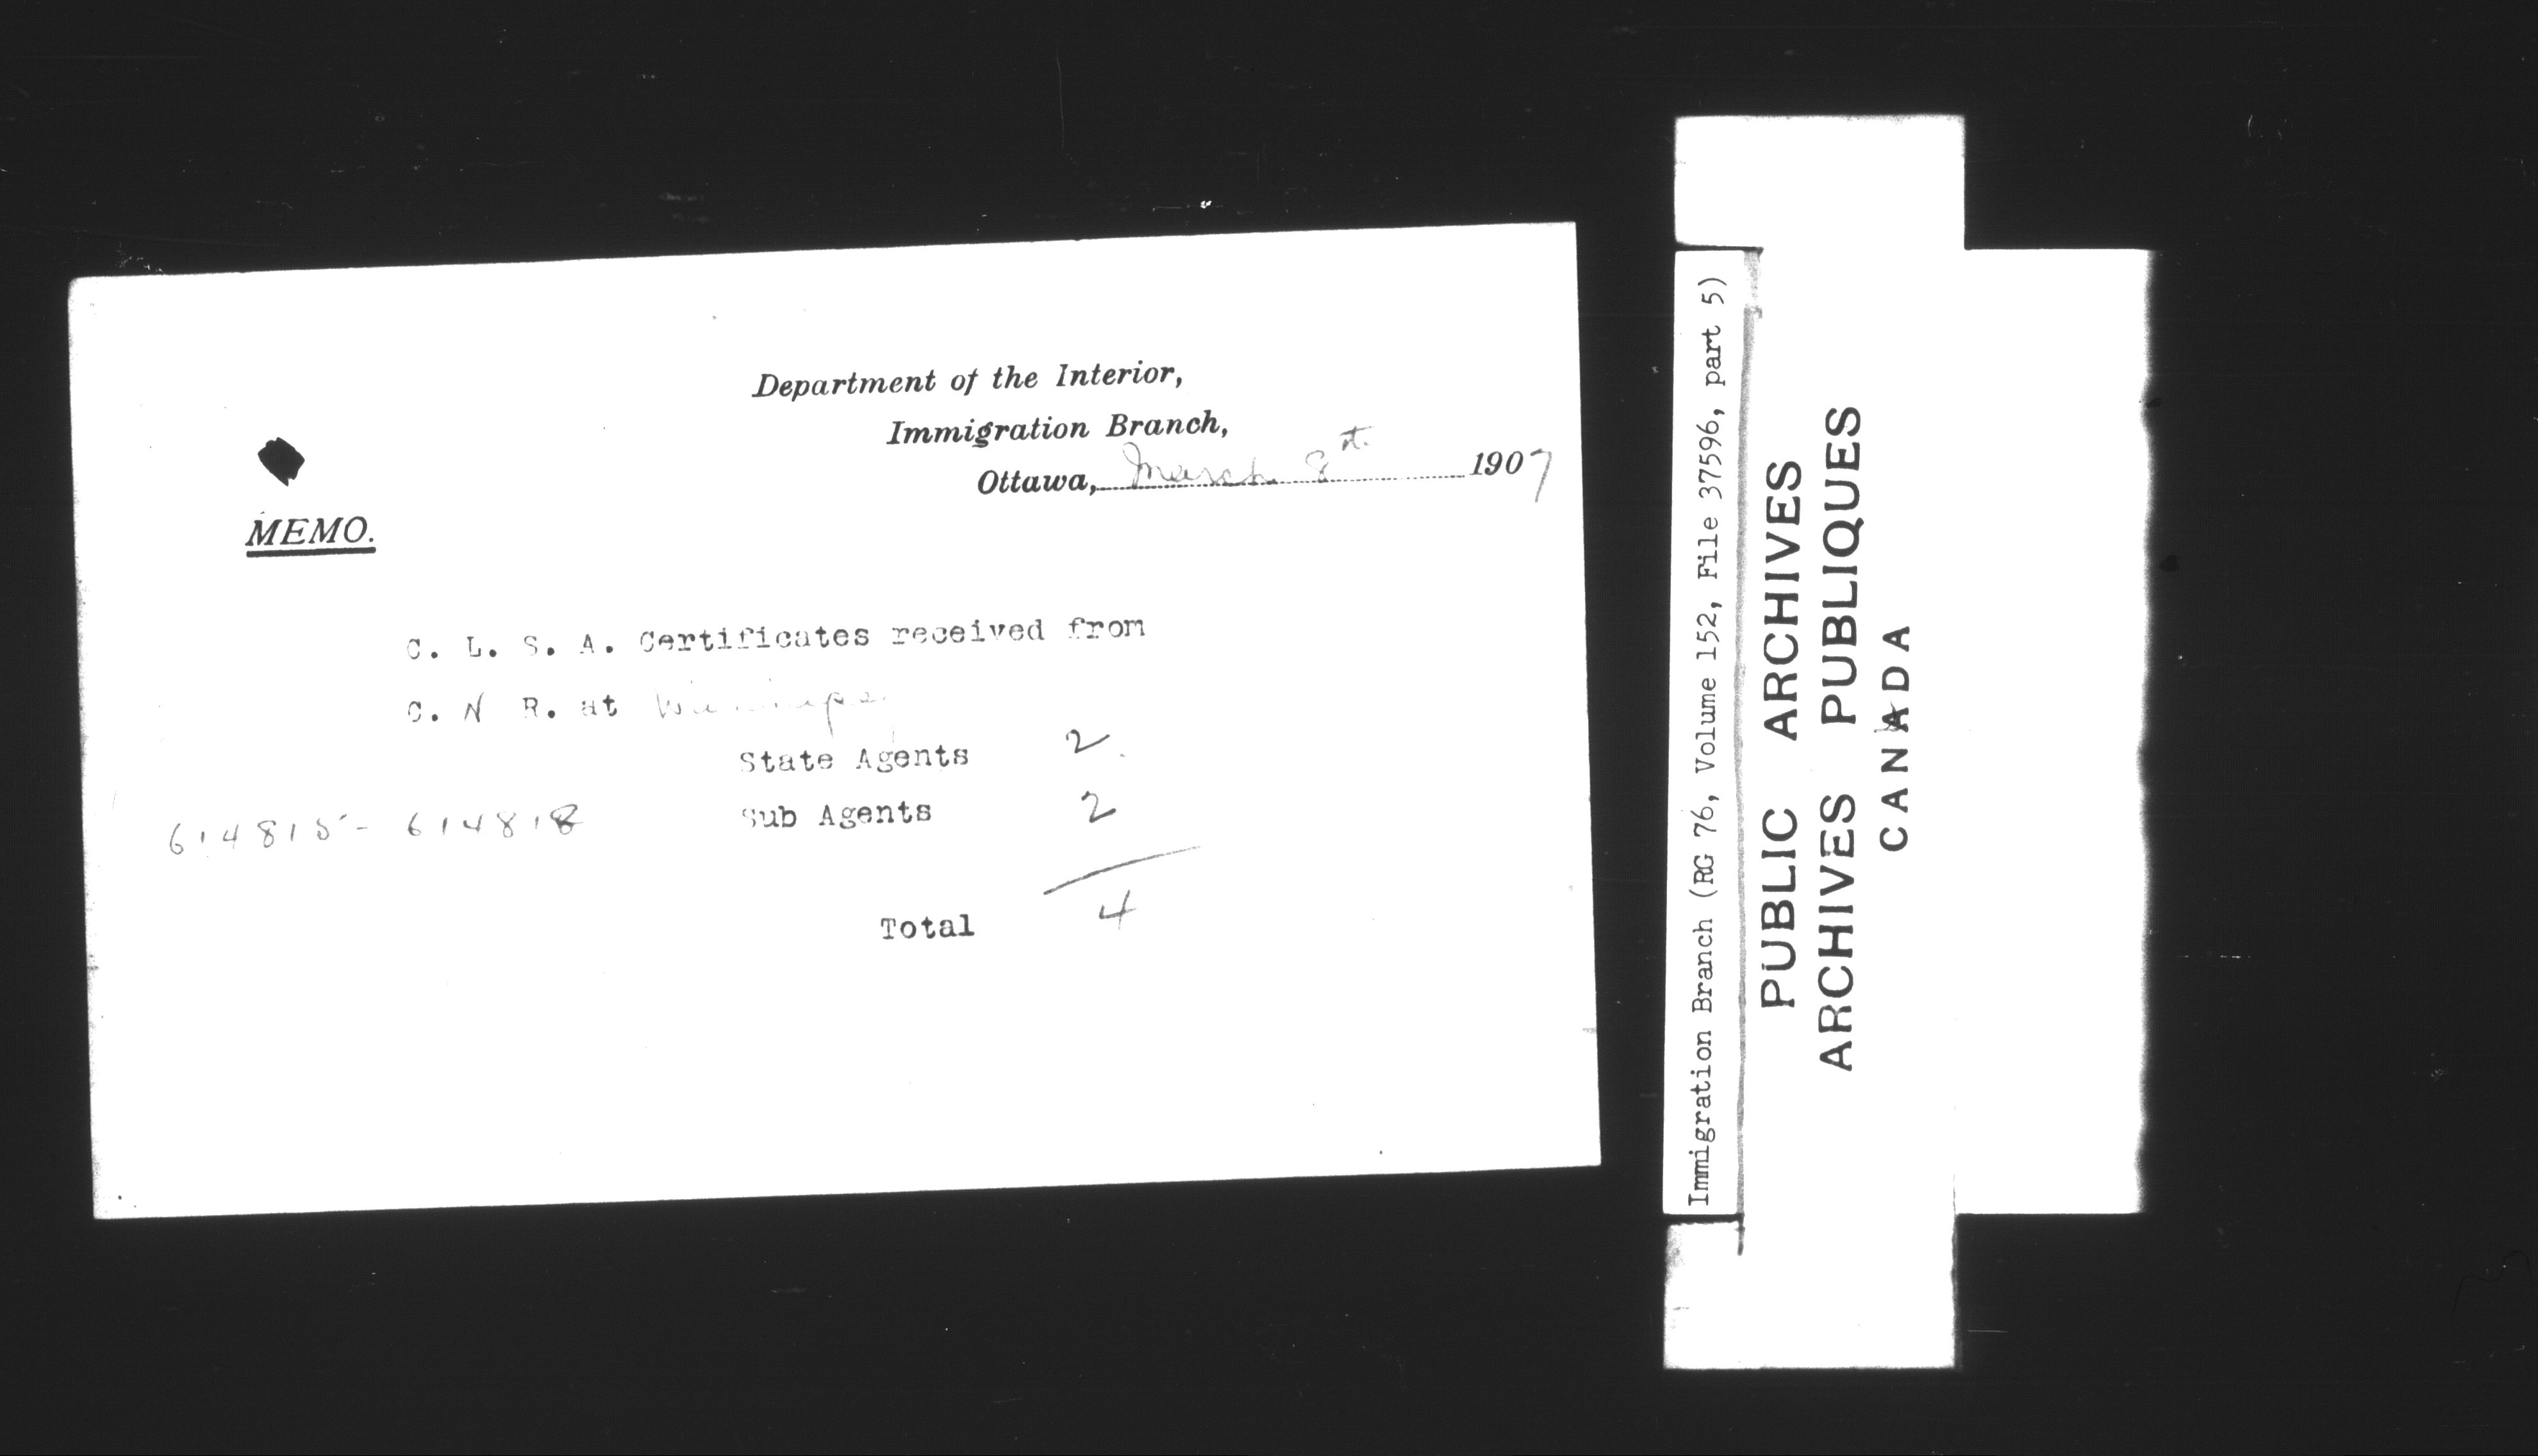 Department of the Interior,
Immigration Branch,
Ottawa, March 8th 1907
MEMO.
C. L. S. A. Certificates received from
C. N R. at
State Agents 2
614815 - 614818 Sub Agents 2
Total 4
Immigration Branch (RG 76, Volume 152, File 37596, part 5)
PUBLIC ARCHIVES
ARCHIVES PUBLIQUES
CANADA